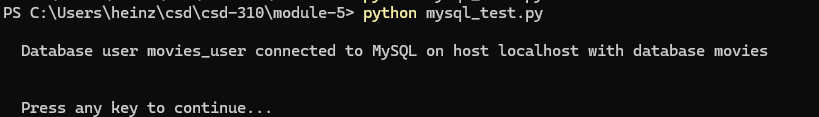 PS C:\Users\heinz\csd\csd-310\module-5> python mysql_test.py
Database user movies_user connected to MySQL on host localhost with database movies
Press any key to continue...